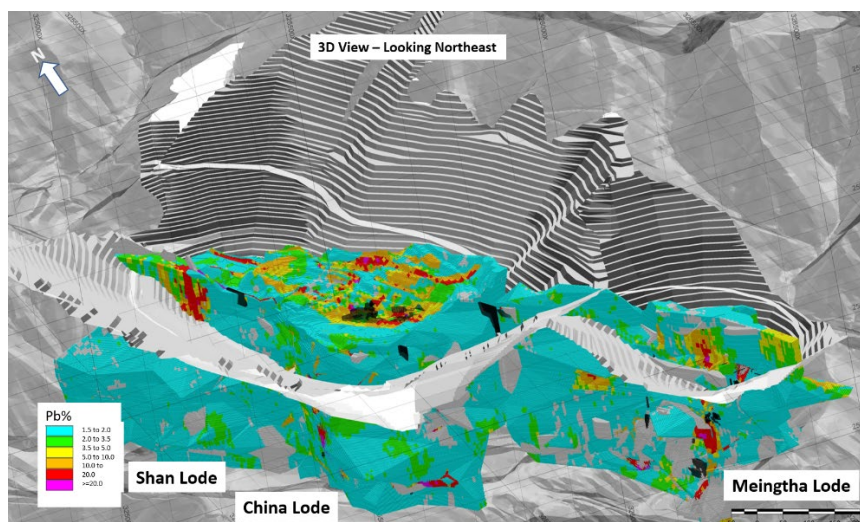 3D View – Looking Northeast
N
Pb%
1.5 to 2.0
2.0 to 3.5
3.5 to 5.0
5.0 to 10.0
10.0 to
20.0
>=20.0
Shan Lode
China Lode
Meingtha Lode